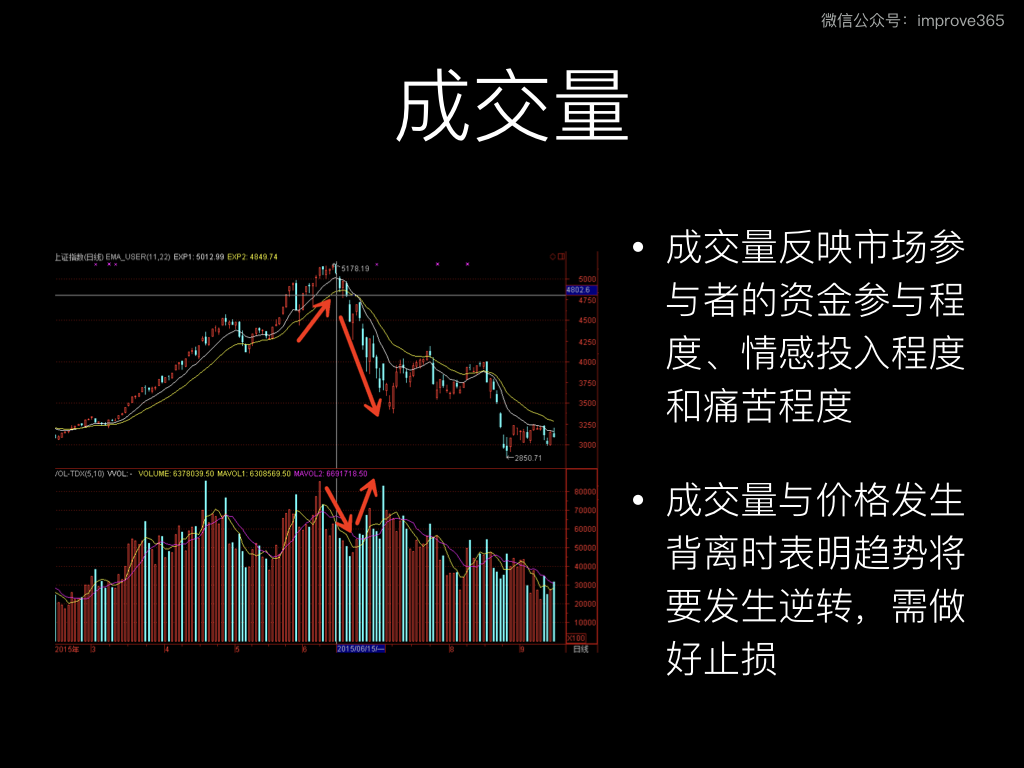 微信公众号：improve365
成交量
上证指数(日线) EMA_USER(11,22) EXP1: 5012.99 EXP2: 4849.74
5178.19
5000
4802.6
4750
4500
4250
4000
3750
3500
3250
3000
2850.71
VOL-TDX(5,10) VVOL: - VOLUME: 6378039.50 MAVOL1: 6308569.50 MAVOL2: 6691718.50
80000
70000
60000
50000
40000
30000
20000
10000
X100
2015年 3 4 5 6 2015/06/15/一 8 9 日线
• 成交量反映市场参
与者的资金参与程
度、情感投入程度
和痛苦程度
• 成交量与价格发生
背离时表明趋势将
要发生逆转，需做
好止损